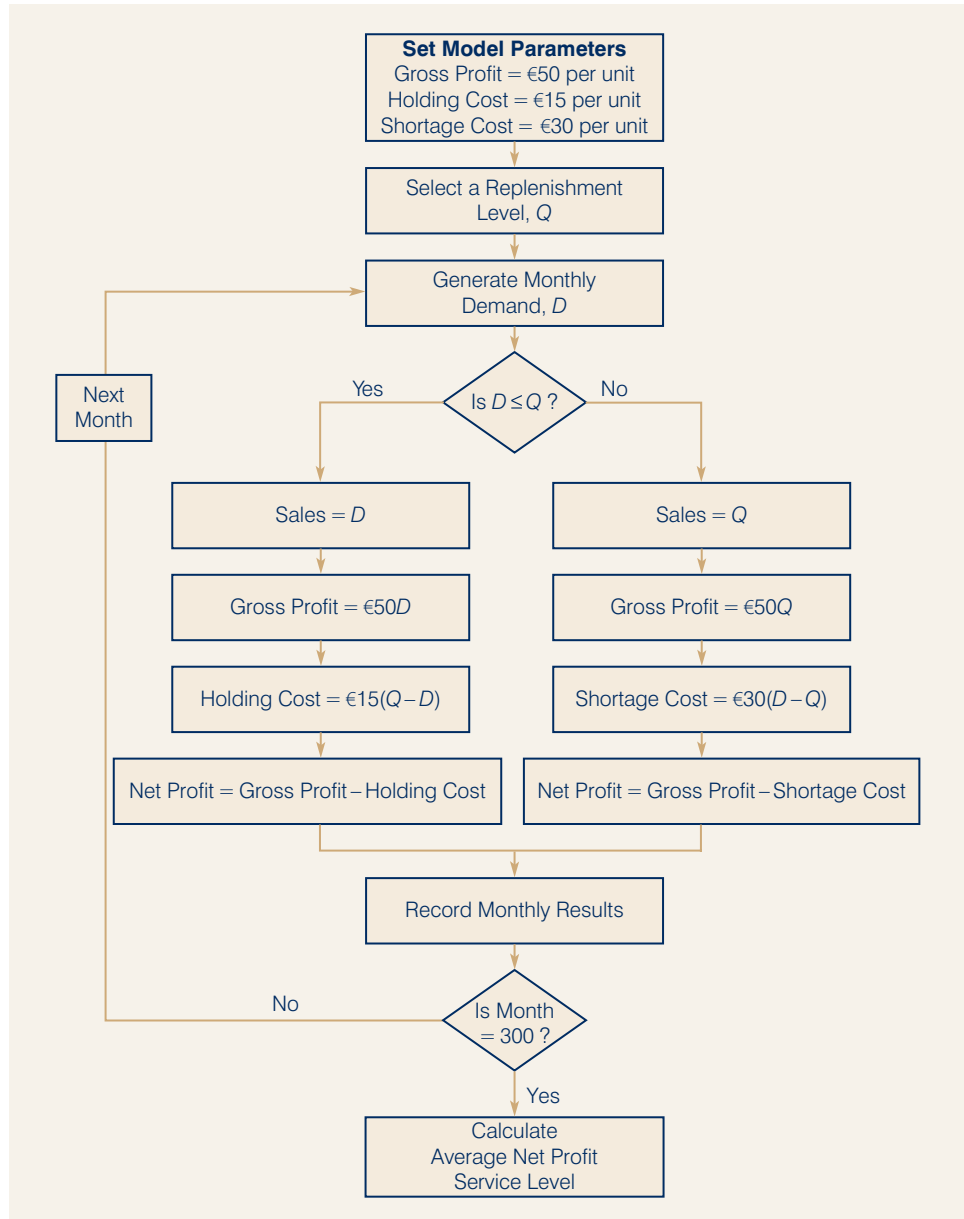 Set Model Parameters
Gross Profit = €50 per unit
Holding Cost = €15 per unit
Shortage Cost = €30 per unit
Select a Replenishment
Level, Q
Generate Monthly
Demand, D
Next
Month
Yes
Is D ≤ Q ?
No
Sales = D
Sales = Q
Gross Profit = €50D
Gross Profit = €50Q
Holding Cost = €15(Q – D)
Shortage Cost = €30(D – Q)
Net Profit = Gross Profit – Holding Cost
Net Profit = Gross Profit – Shortage Cost
Record Monthly Results
No
Is Month
= 300 ?
Yes
Calculate
Average Net Profit
Service Level